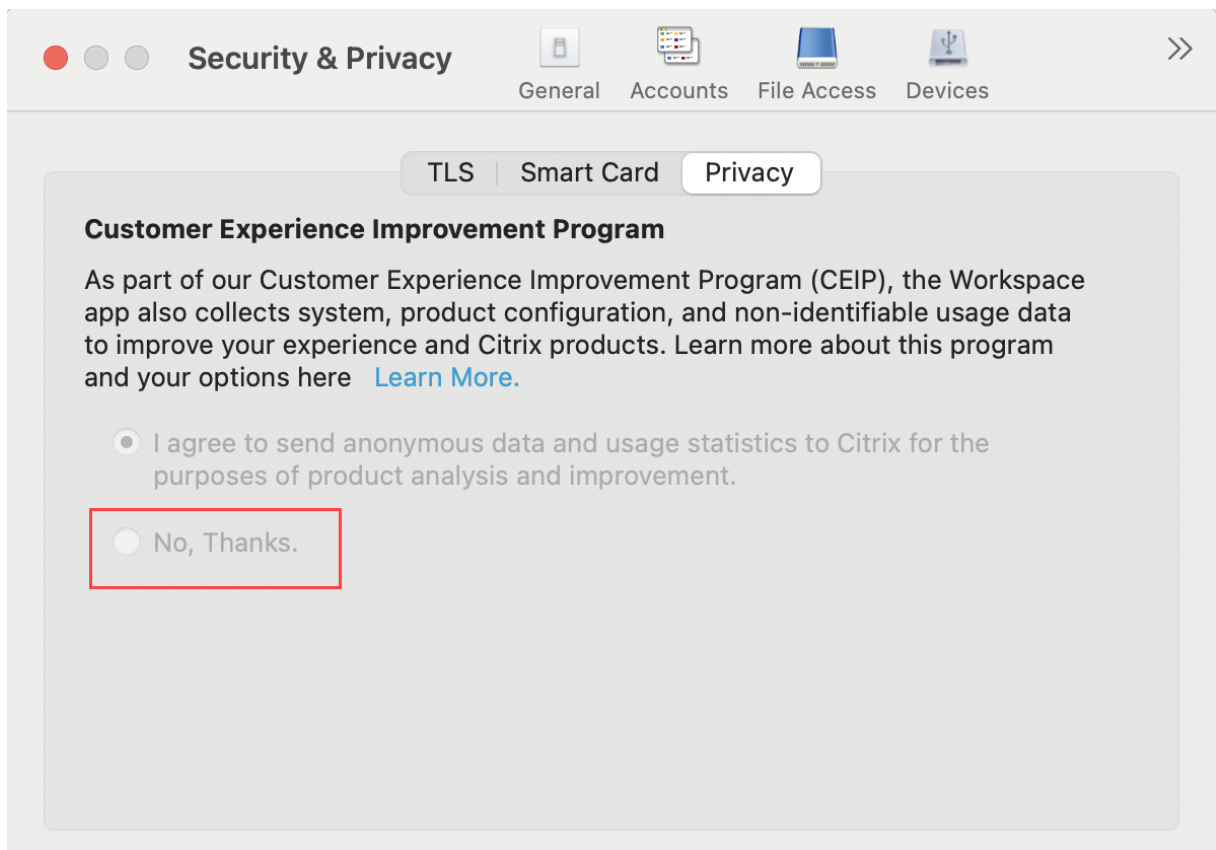 Security & Privacy
General
Accounts
File Access
Devices
TLS
Smart Card
Privacy
Customer Experience Improvement Program
As part of our Customer Experience Improvement Program (CEIP), the Workspace
app also collects system, product configuration, and non-identifiable usage data
to improve your experience and Citrix products. Learn more about this program
and your options here Learn More.
I agree to send anonymous data and usage statistics to Citrix for the
purposes of product analysis and improvement.
No, Thanks.